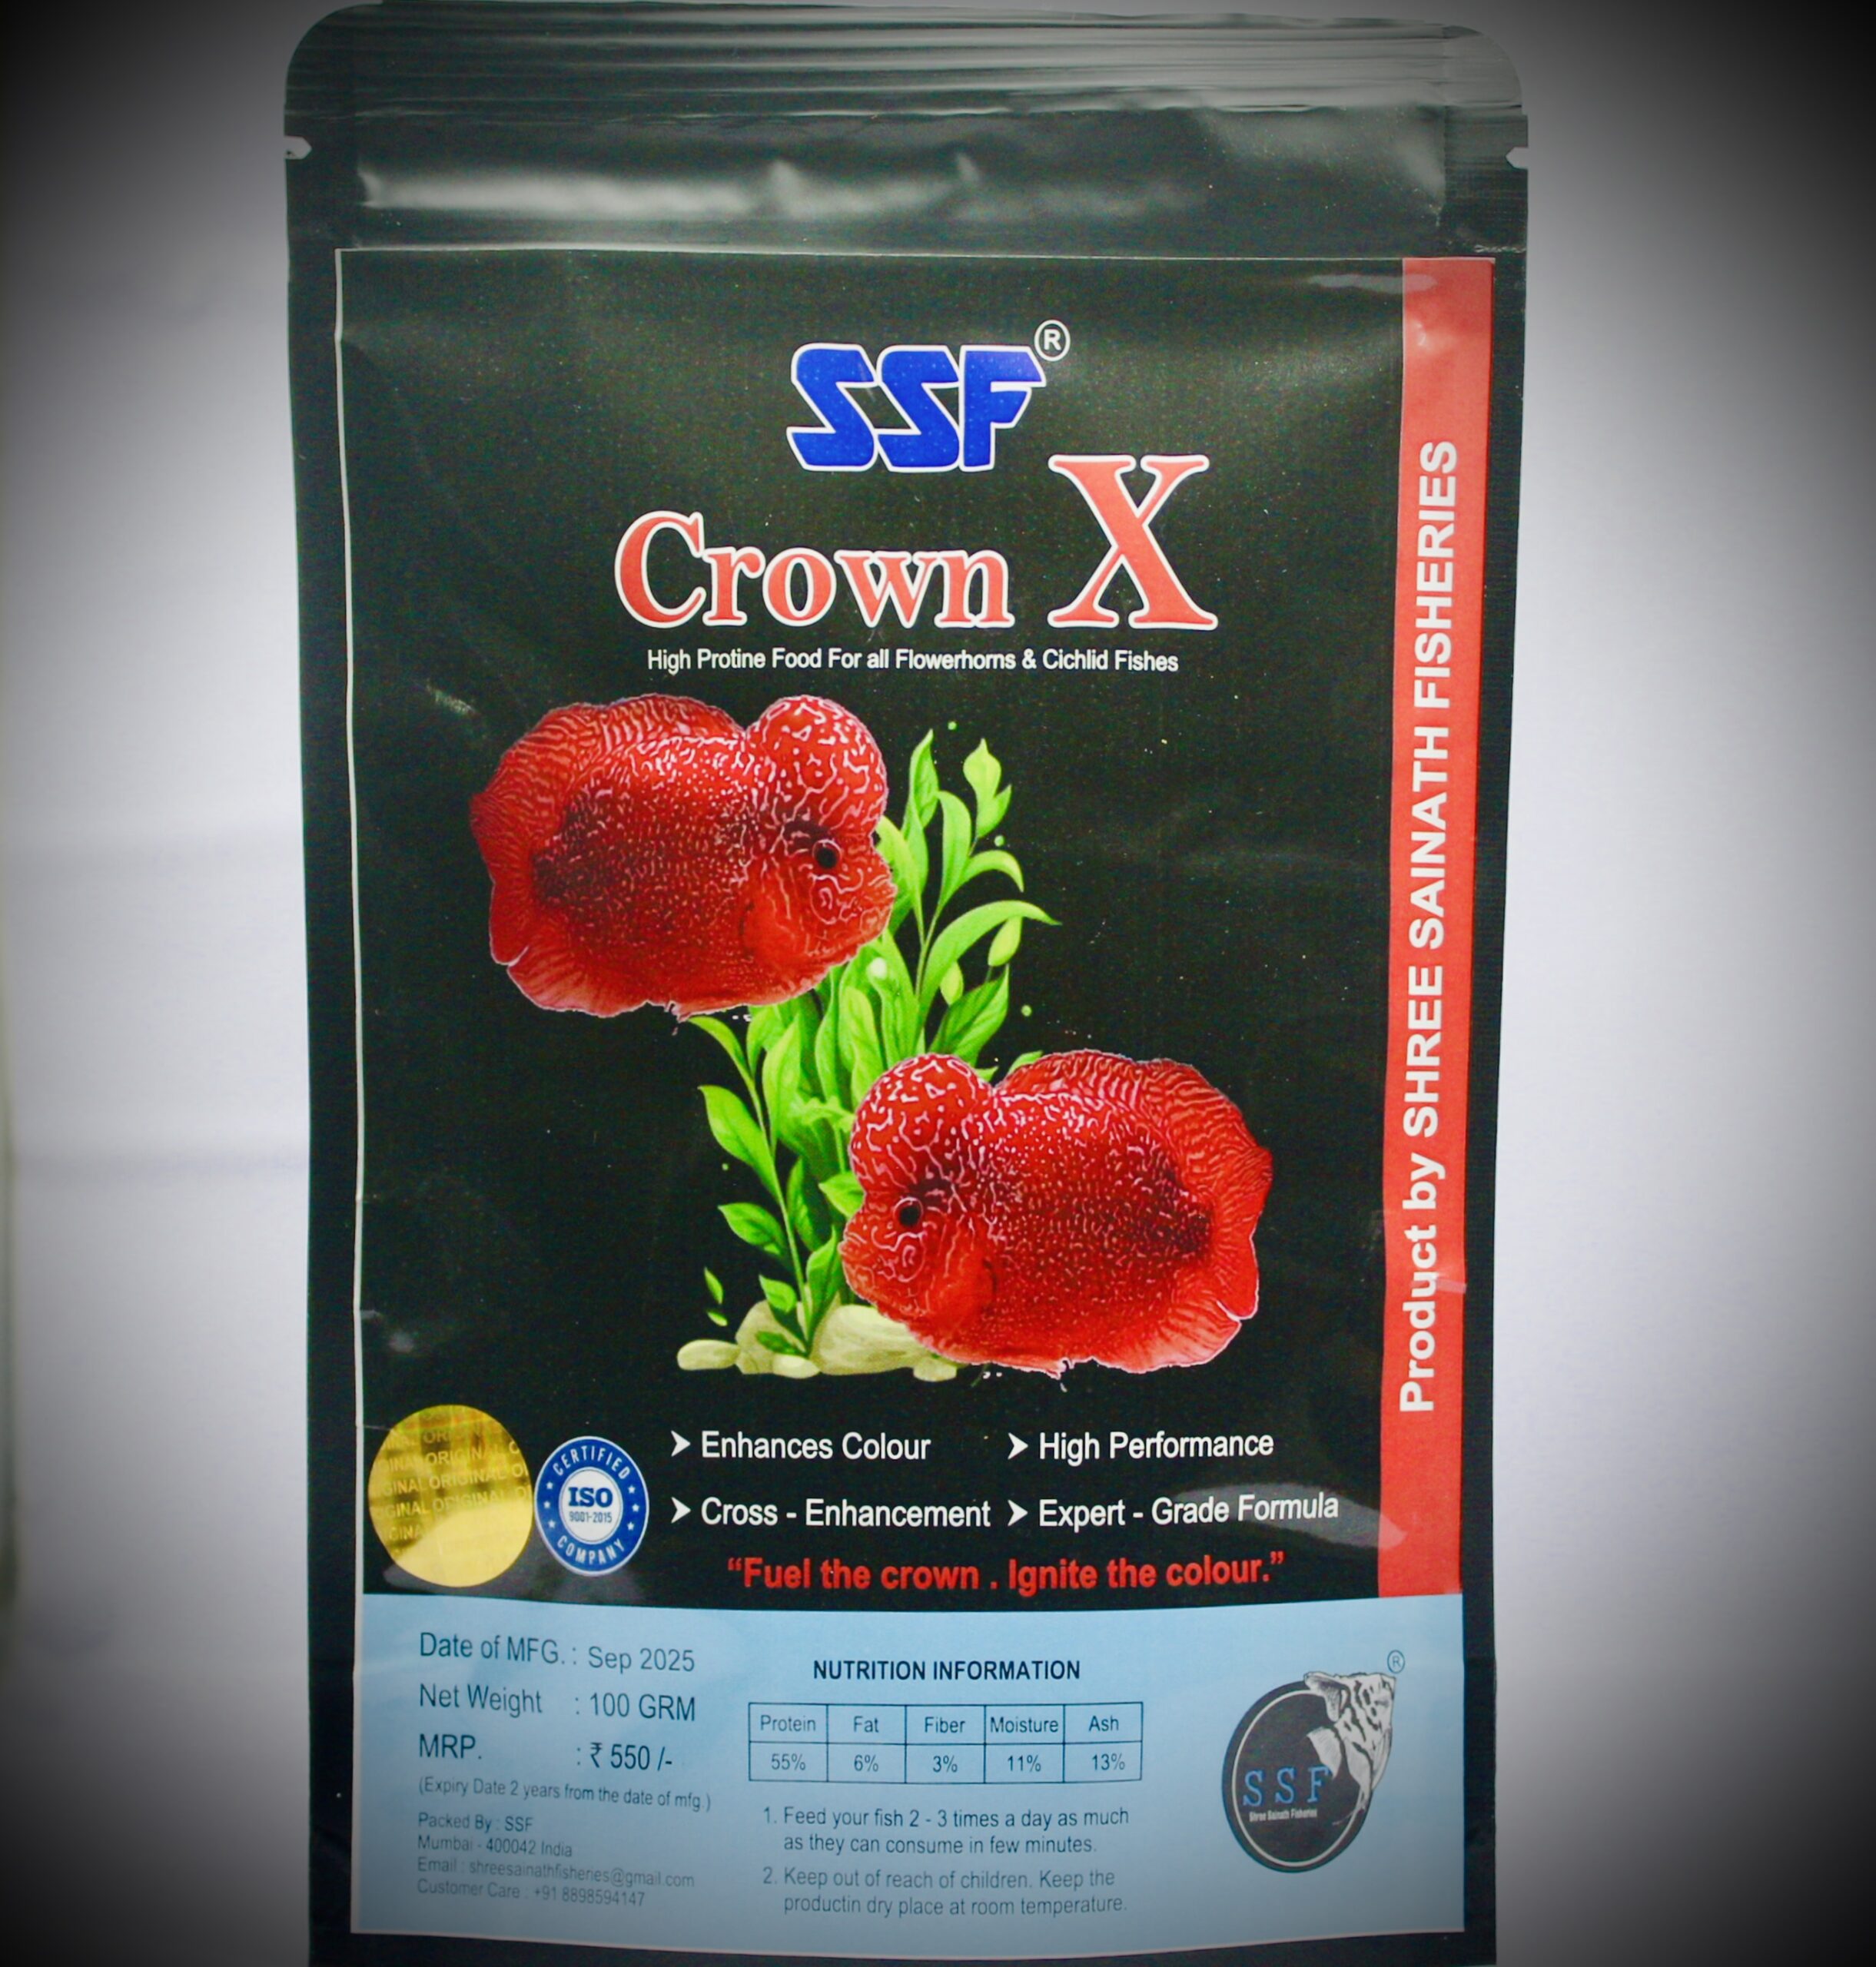 SSF®
Crown X
High Protine Food For all Flowerhorns & Cichlid Fishes
Product by SHREE SAINATH FISHERIES
ORIGINAL
ORIGINAL
ORIGINAL
CERTIFIED
ISO
9001-2015
COMPANY
➤ Enhances Colour
➤ High Performance
➤ Cross - Enhancement
➤ Expert - Grade Formula
“Fuel the crown . Ignite the colour.”
Date of MFG. : Sep 2025
Net Weight : 100 GRM
MRP. : ₹ 550 /-
(Expiry Date 2 years from the date of mfg.)
Packed By : SSF
Mumbai - 400042 India
Email : shreesainathfisheries@gmail.com
Customer Care : +91 8898594147
NUTRITION INFORMATION
Protein Fat Fiber Moisture Ash
55% 6% 3% 11% 13%
1. Feed your fish 2 - 3 times a day as much
as they can consume in few minutes.
2. Keep out of reach of children. Keep the
productin dry place at room temperature.
®
SSF
Shree Sainath Fisheries